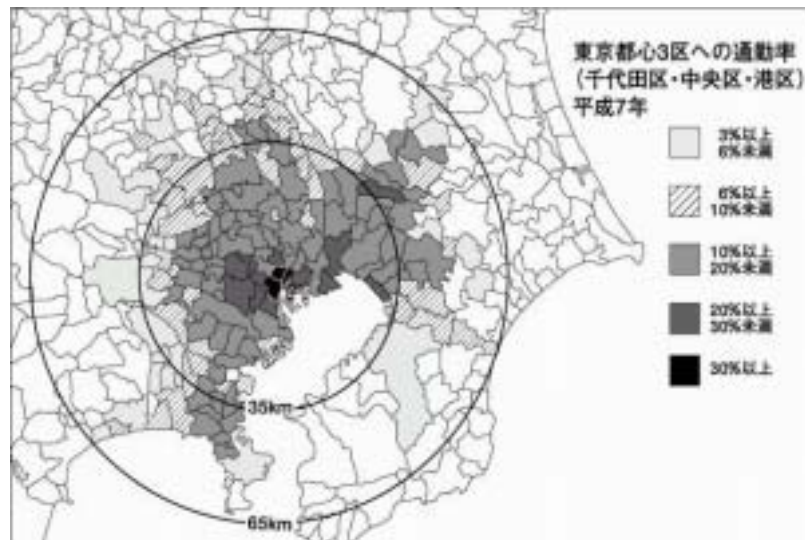 東京都心3区への通勤率
(千代田区・中央区・港区)
平成7年
3%以上
6%未満
6%以上
10%未満
10%以上
20%未満
20%以上
30%未満
30%以上
35km
65km